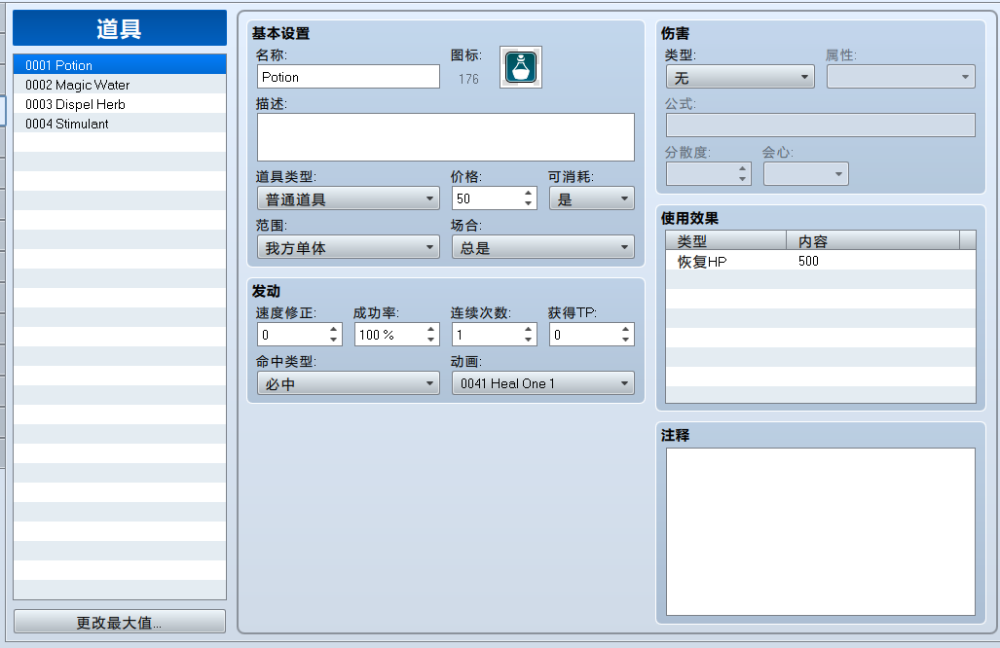 道具
0001 Potion
0002 Magic Water
0003 Dispel Herb
0004 Stimulant
更改最大值...
基本设置
名称:
图标:
Potion
176
描述:
道具类型:
价格:
可消耗:
普通道具
50
是
范围:
场合:
我方单体
总是
发动
速度修正:
成功率:
连续次数:
获得TP:
0
100 %
1
0
命中类型:
动画:
必中
0041 Heal One 1
伤害
类型:
属性:
无
公式:
分散度:
会心:
使用效果
类型
内容
恢复HP
500
注释